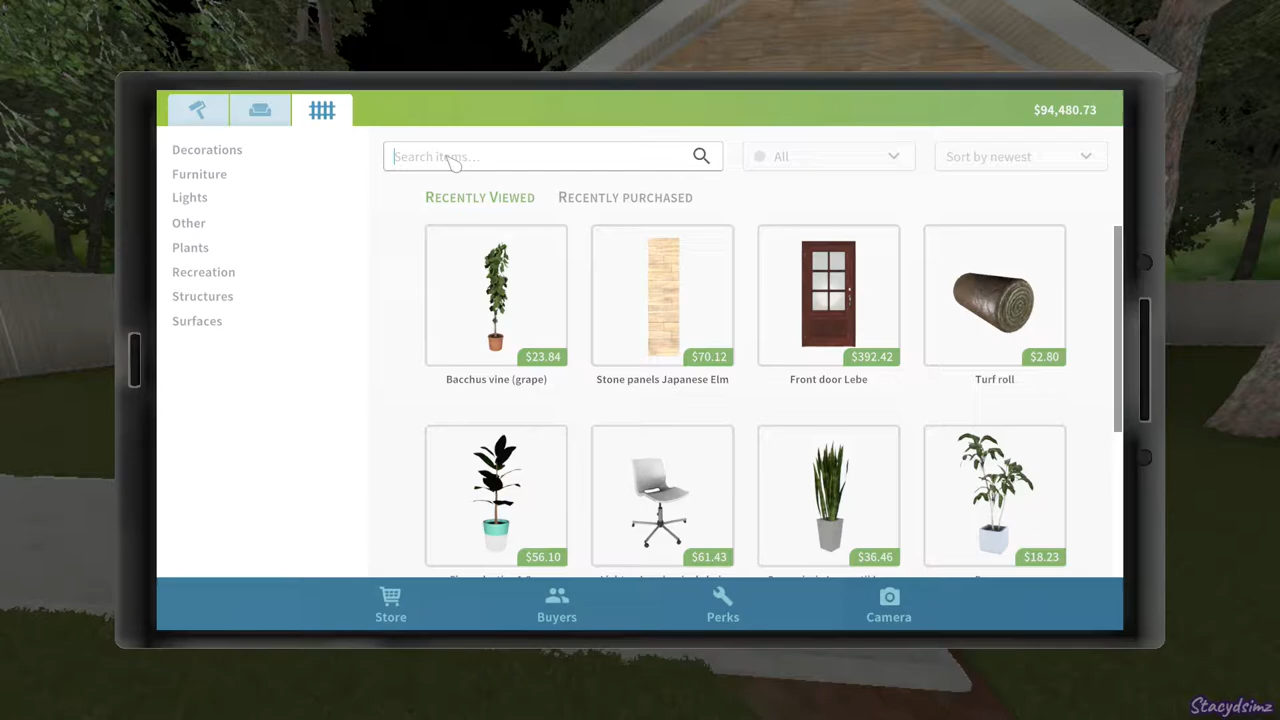 $94,480.73
Decorations
Furniture
Lights
Other
Plants
Recreation
Structures
Surfaces
Search items...
All
Sort by newest
RECENTLY VIEWED
RECENTLY PURCHASED
$23.84
$70.12
$392.42
$2.80
Bacchus vine (grape)
Stone panels Japanese Elm
Front door Lebe
Turf roll
$56.10
$61.43
$36.46
$18.23
Store
Buyers
Perks
Camera
Stacydsimz